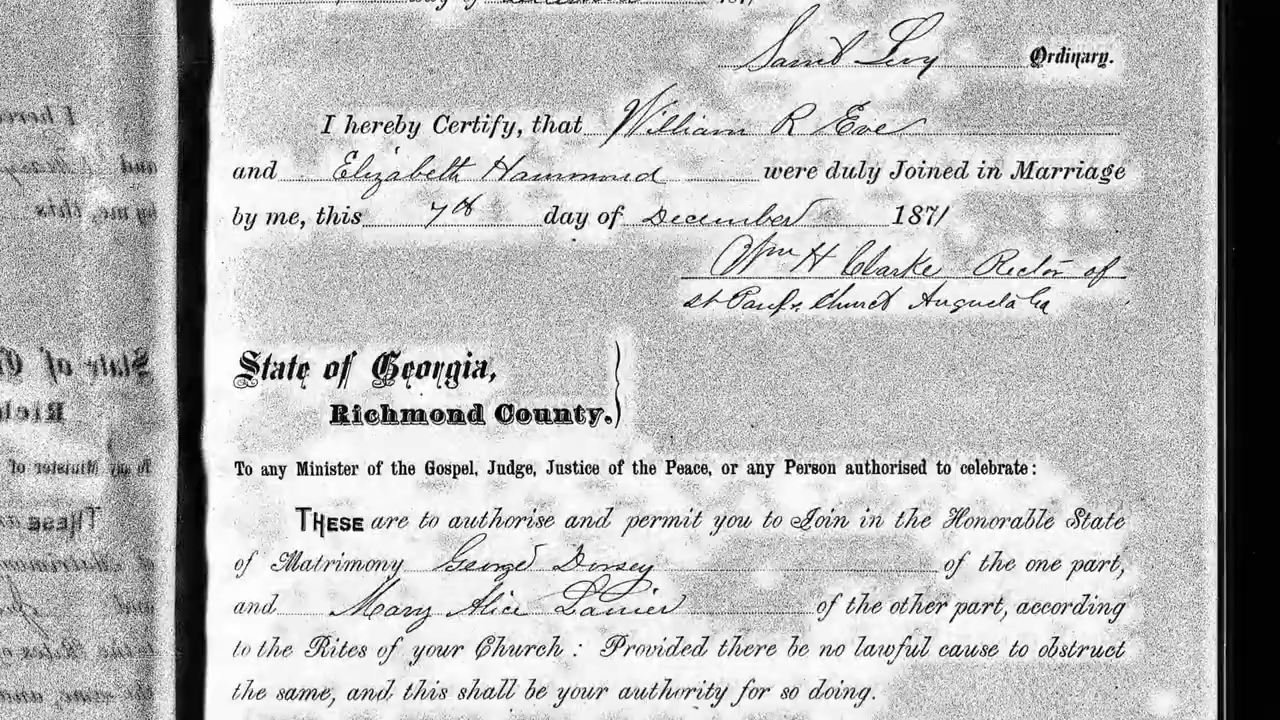 day of 187
Saml Levy Ordinary.
I hereby Certify, that William R Eve
and Elizabeth Hammond were duly Joined in Marriage
by me, this 7th day of December 1871
Wm H Clarke Rector of
St Paul's Church Augusta Ga
State of Georgia,
Richmond County.
To any Minister of the Gospel, Judge, Justice of the Peace, or any Person authorised to celebrate:
THESE are to authorise and permit you to Join in the Honorable State
of Matrimony George Dorsey of the one part,
and Mary Alice Lanier of the other part, according
to the Rites of your Church : Provided there be no lawful cause to obstruct
the same, and this shall be your authority for so doing.